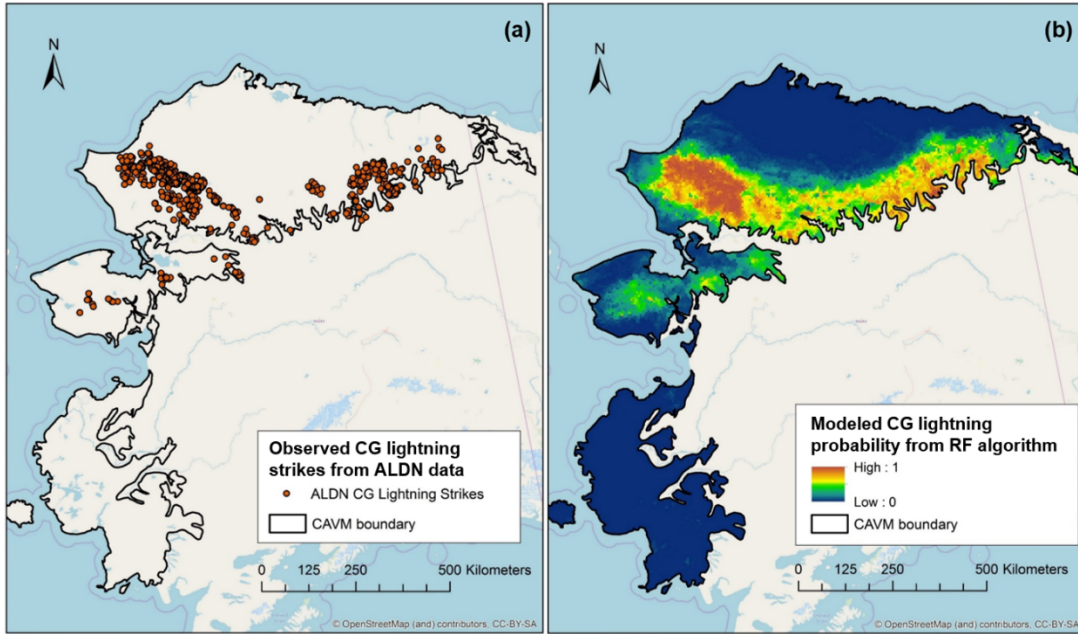 (a)
N
Observed CG lightning
strikes from ALDN data
ALDN CG Lightning Strikes
CAVM boundary
0 125 250 500 Kilometers
© OpenStreetMap (and) contributors, CC-BY-SA
(b)
N
Modeled CG lightning
probability from RF algorithm
High : 1
Low : 0
CAVM boundary
0 125 250 500 Kilometers
© OpenStreetMap (and) contributors, CC-BY-SA